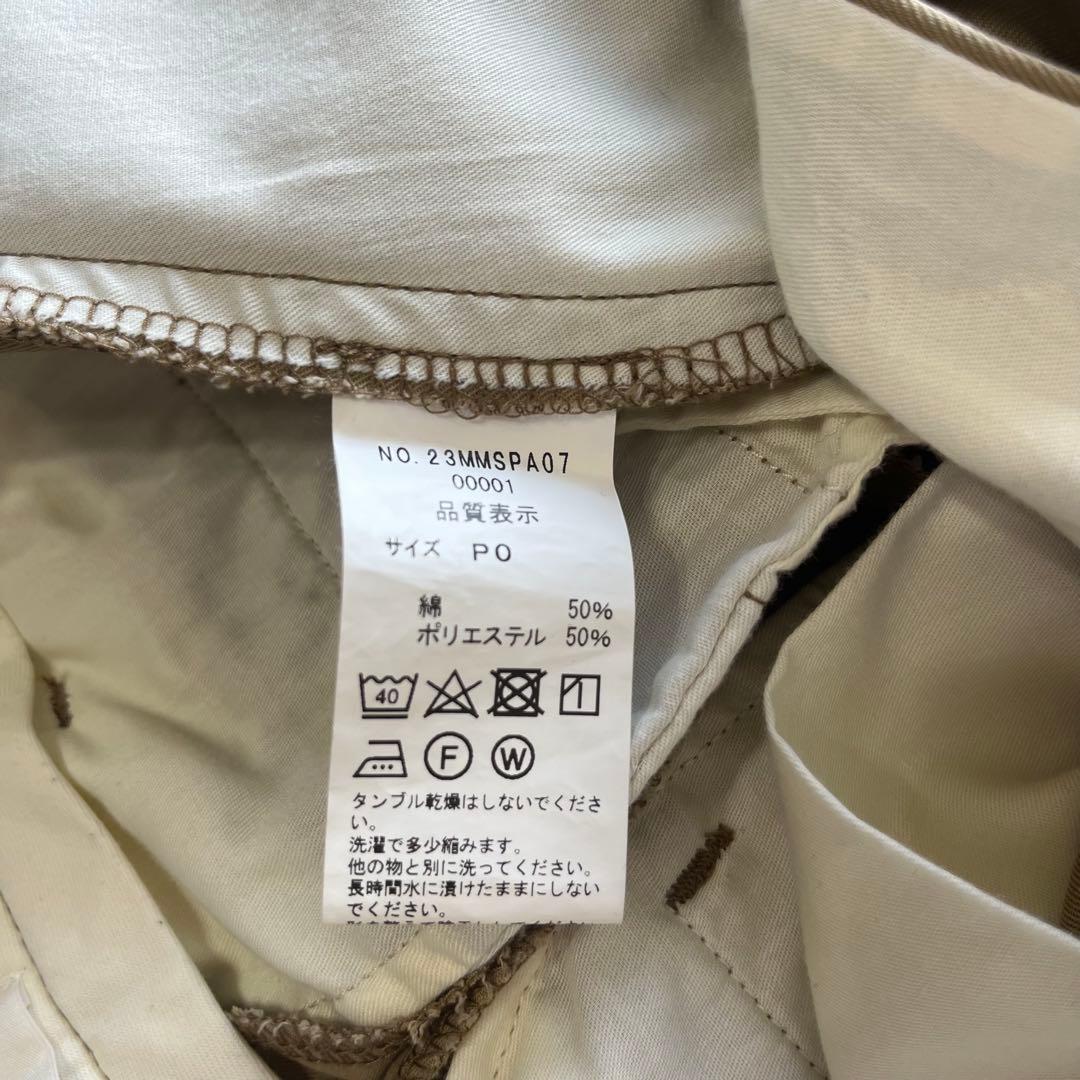 NO. 23MMSPA07
00001
品質表示
サイズ P0
綿 50%
ポリエステル 50%
40
F W
タンブル乾燥はしないでくださ
い。
洗濯で多少縮みます。
他の物と別に洗ってください。
長時間水に漬けたままにしない
でください。